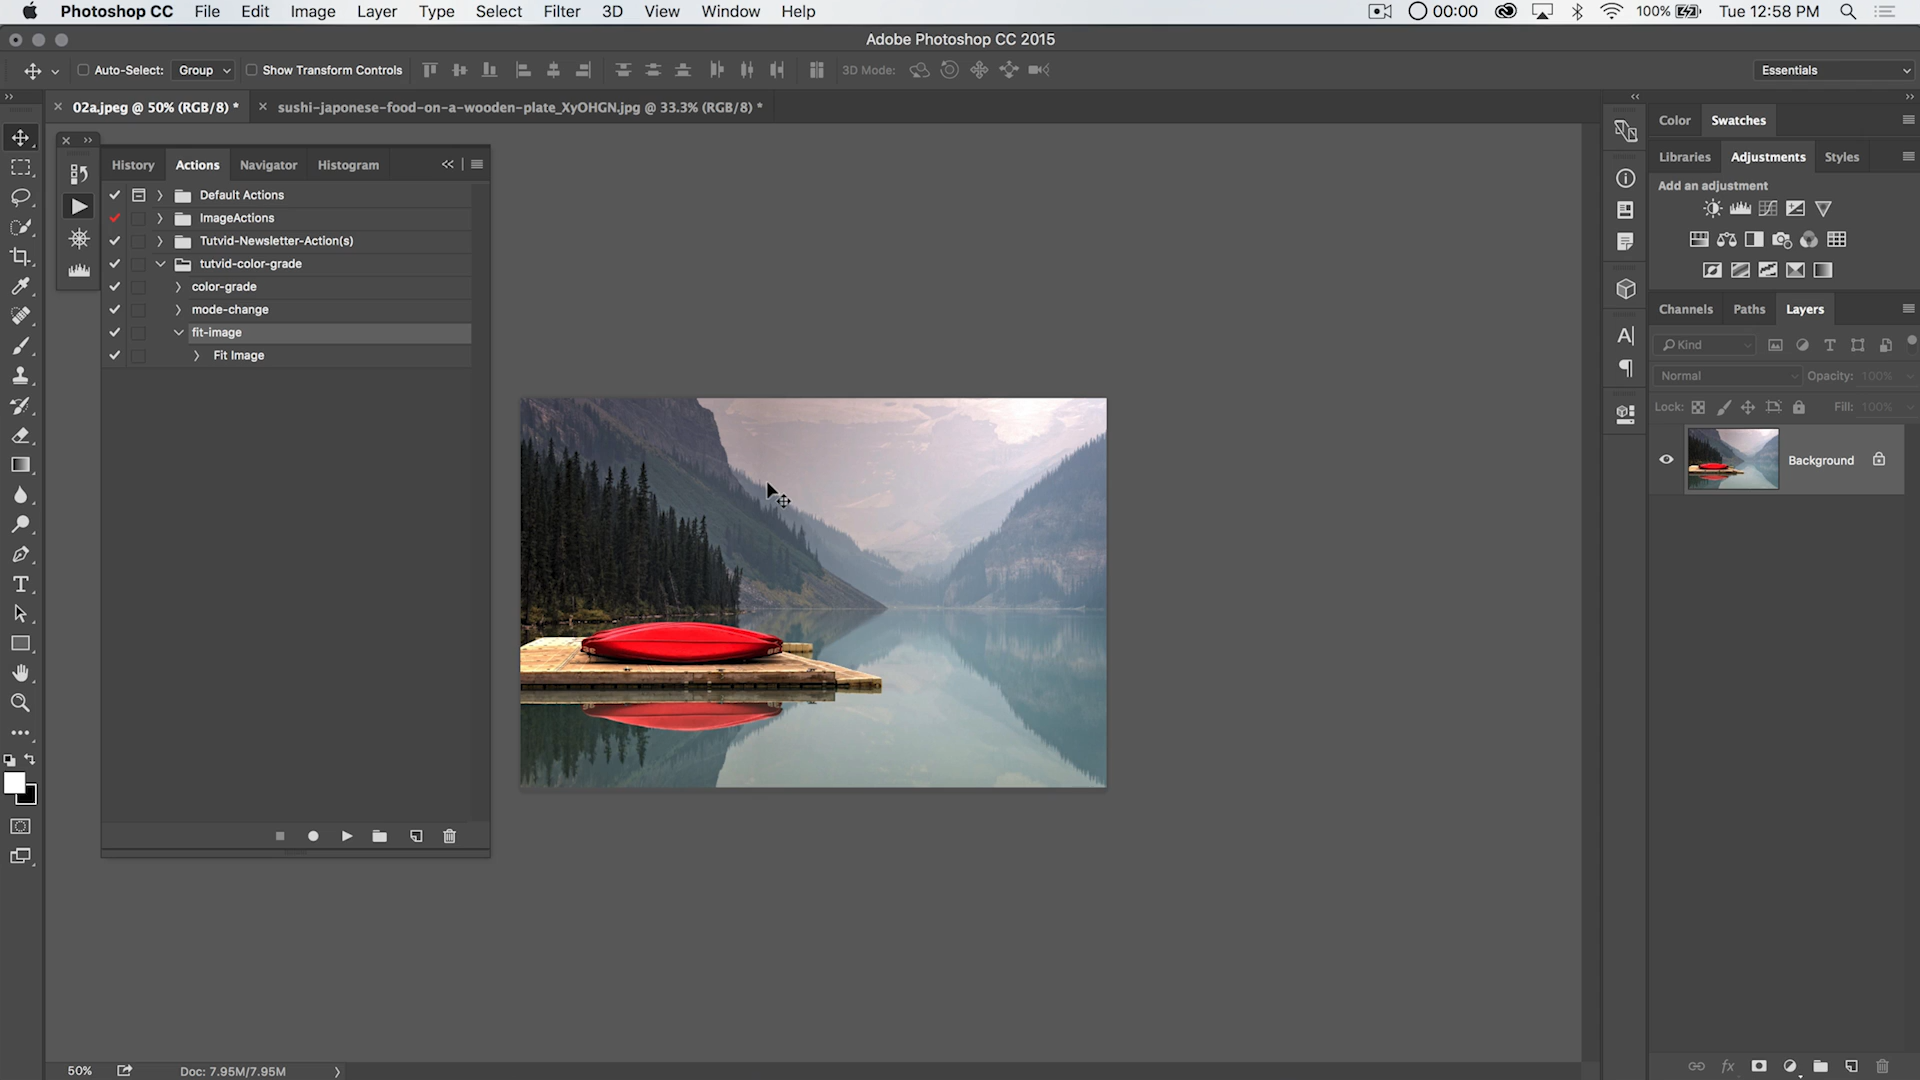 Photoshop CC File Edit Image Layer Type Select Filter 3D View Window Help 00:00 100% Tue 12:58 PM
Adobe Photoshop CC 2015
Auto-Select: Group Show Transform Controls 3D Mode: Essentials
02a.jpeg @ 50% (RGB/8) * sushi-japonese-food-on-a-wooden-plate_XyOHGN.jpg @ 33.3% (RGB/8) *
History Actions Navigator Histogram
Default Actions
ImageActions
Tutvid-Newsletter-Action(s)
tutvid-color-grade
color-grade
mode-change
fit-image
Fit Image
Color Swatches
Libraries Adjustments Styles
Add an adjustment
Channels Paths Layers
Kind
Normal Opacity: 100%
Lock: Fill: 100%
Background
fx
50% Doc: 7.95M/7.95M